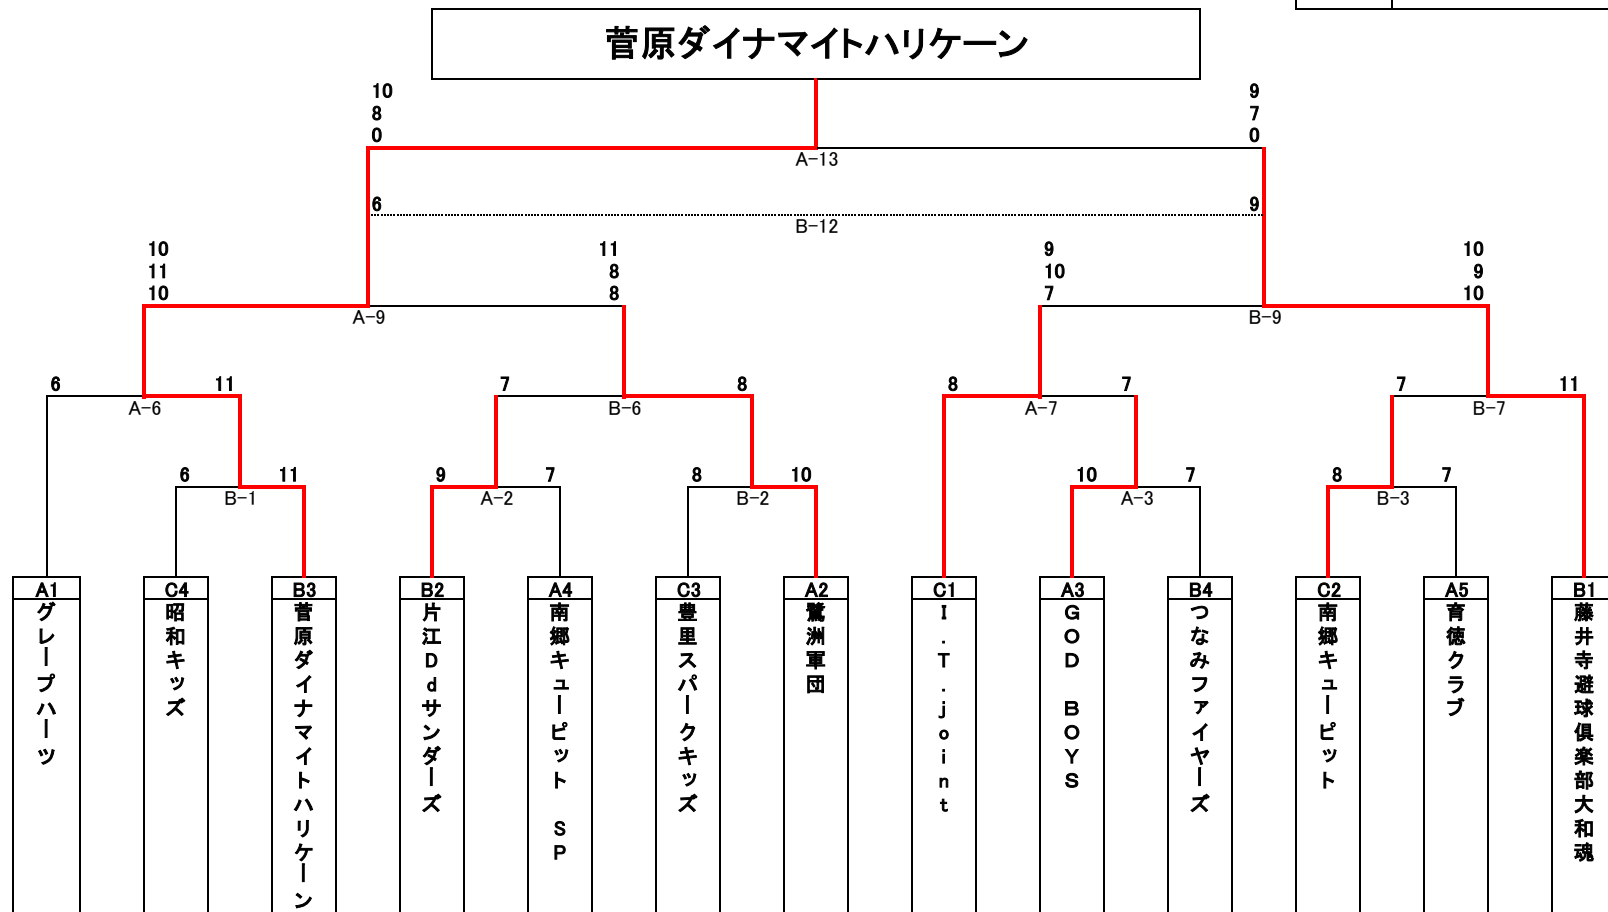 菅原ダイナマイトハリケーン
10 9
8 7
0 0
A-13
6 9
B-12
10 11 9 10
11 8 10 9
10 8 7 10
A-9 B-9
6 11 7 8 8 7 7 11
A-6 B-6 A-7 B-7
6 11 9 7 8 10 10 7 8 7
B-1 A-2 B-2 A-3 B-3
A1 C4 B3 B2 A4 C3 A2 C1 A3 B4 C2 A5 B1
グレープハーツ
昭和キッズ
菅原ダイナマイトハリケーン
片江Ddサンダーズ
南郷キューピット SP
豊里スパークキッズ
鷺洲軍団
I.T.joint
GOD BOYS
つなみファイヤーズ
南郷キューピット
育徳クラブ
藤井寺避球倶楽部大和魂